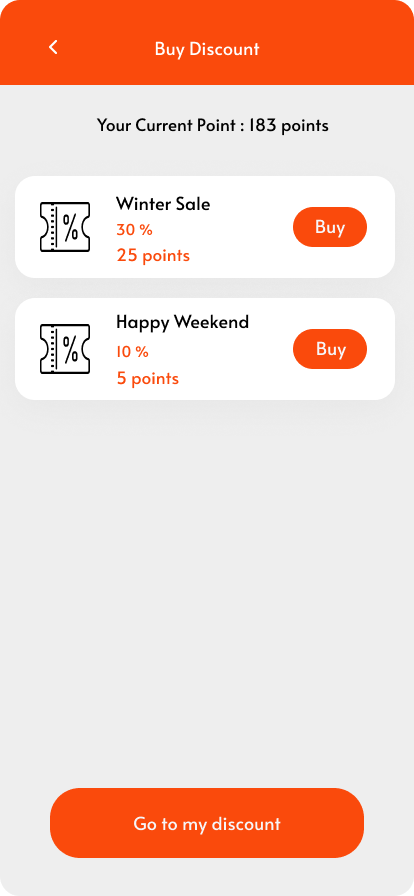 Buy Discount
Your Current Point : 183 points
Winter Sale
30 %
25 points
Buy
Happy Weekend
10 %
5 points
Buy
Go to my discount